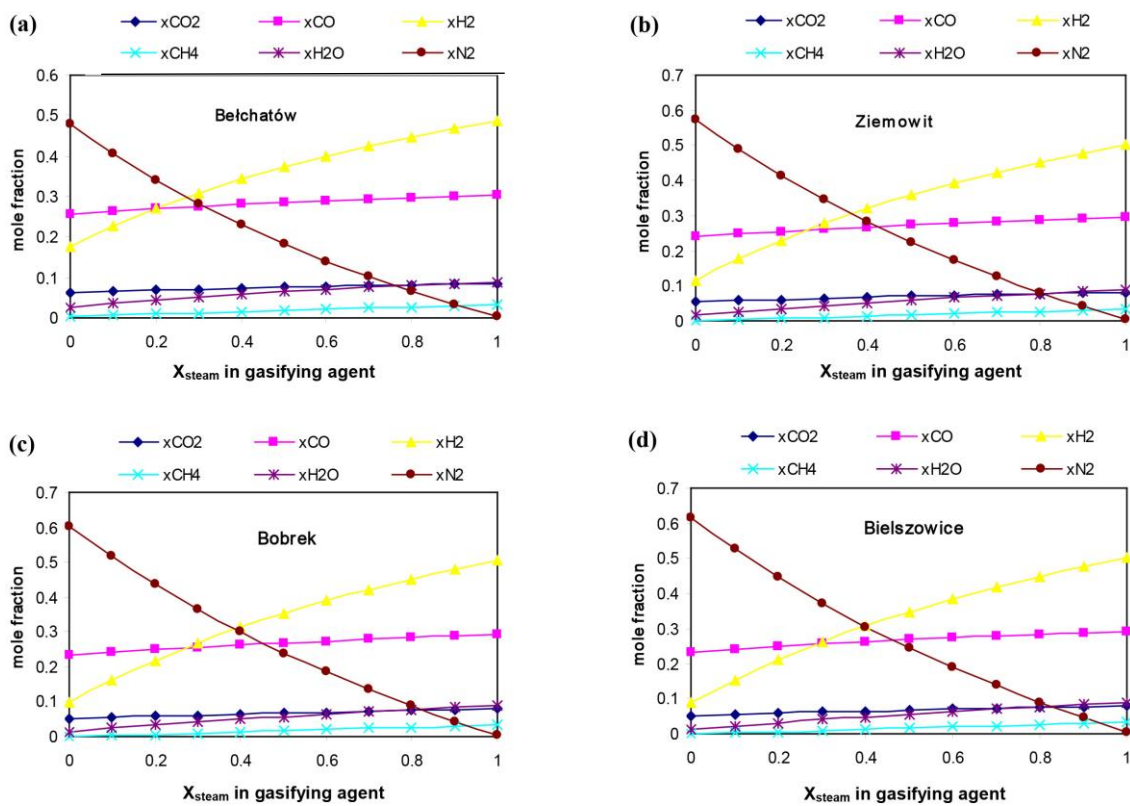 (a)
xCO2 xCO xH2
xCH4 xH2O xN2
Bełchatów
mole fraction
0.6
0.5
0.4
0.3
0.2
0.1
0
0 0.2 0.4 0.6 0.8 1
Xsteam in gasifying agent
(b)
xCO2 xCO xH2
xCH4 xH2O xN2
Ziemowit
mole fraction
0.7
0.6
0.5
0.4
0.3
0.2
0.1
0
0 0.2 0.4 0.6 0.8 1
Xsteam in gasifying agent
(c)
xCO2 xCO xH2
xCH4 xH2O xN2
Bobrek
mole fraction
0.7
0.6
0.5
0.4
0.3
0.2
0.1
0
0 0.2 0.4 0.6 0.8 1
Xsteam in gasifying agent
(d)
xCO2 xCO xH2
xCH4 xH2O xN2
Bielszowice
mole fraction
0.7
0.6
0.5
0.4
0.3
0.2
0.1
0
0 0.2 0.4 0.6 0.8 1
Xsteam in gasifying agent